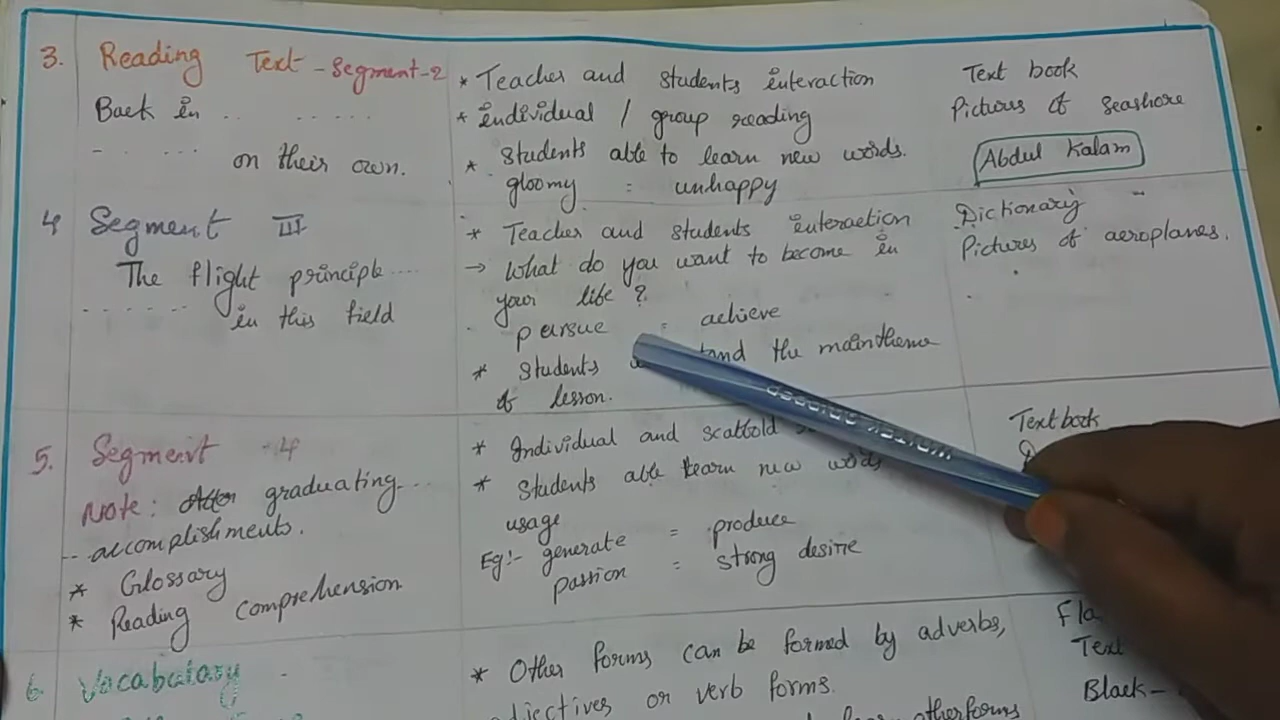 3. Reading Text - Segment-2
Back in .. .....
- ... on their own.
* Teacher and students interaction
* individual / group reading
* students able to learn new words.
gloomy : unhappy
Text book
Pictures of seashore
Abdul Kalam
4 Segment III
The flight principle ....
...... in this field
* Teacher and students interaction
→ What do you want to become in
your life ?
pursue = achieve
* Students and the main theme
of lesson.
Dictionary
Pictures of aeroplanes.
5. Segment - 4
Note: graduating...
... accomplishments.
* Glossary
* Reading comprehension
* Individual and scaffold
* Students able learn new words
usage
Eg:- generate = produce
passion = strong desire
Text book
6 Vocabulary
* Other forms can be formed by adverbs,
adjectives or verb forms.
other forms
Text
Black-